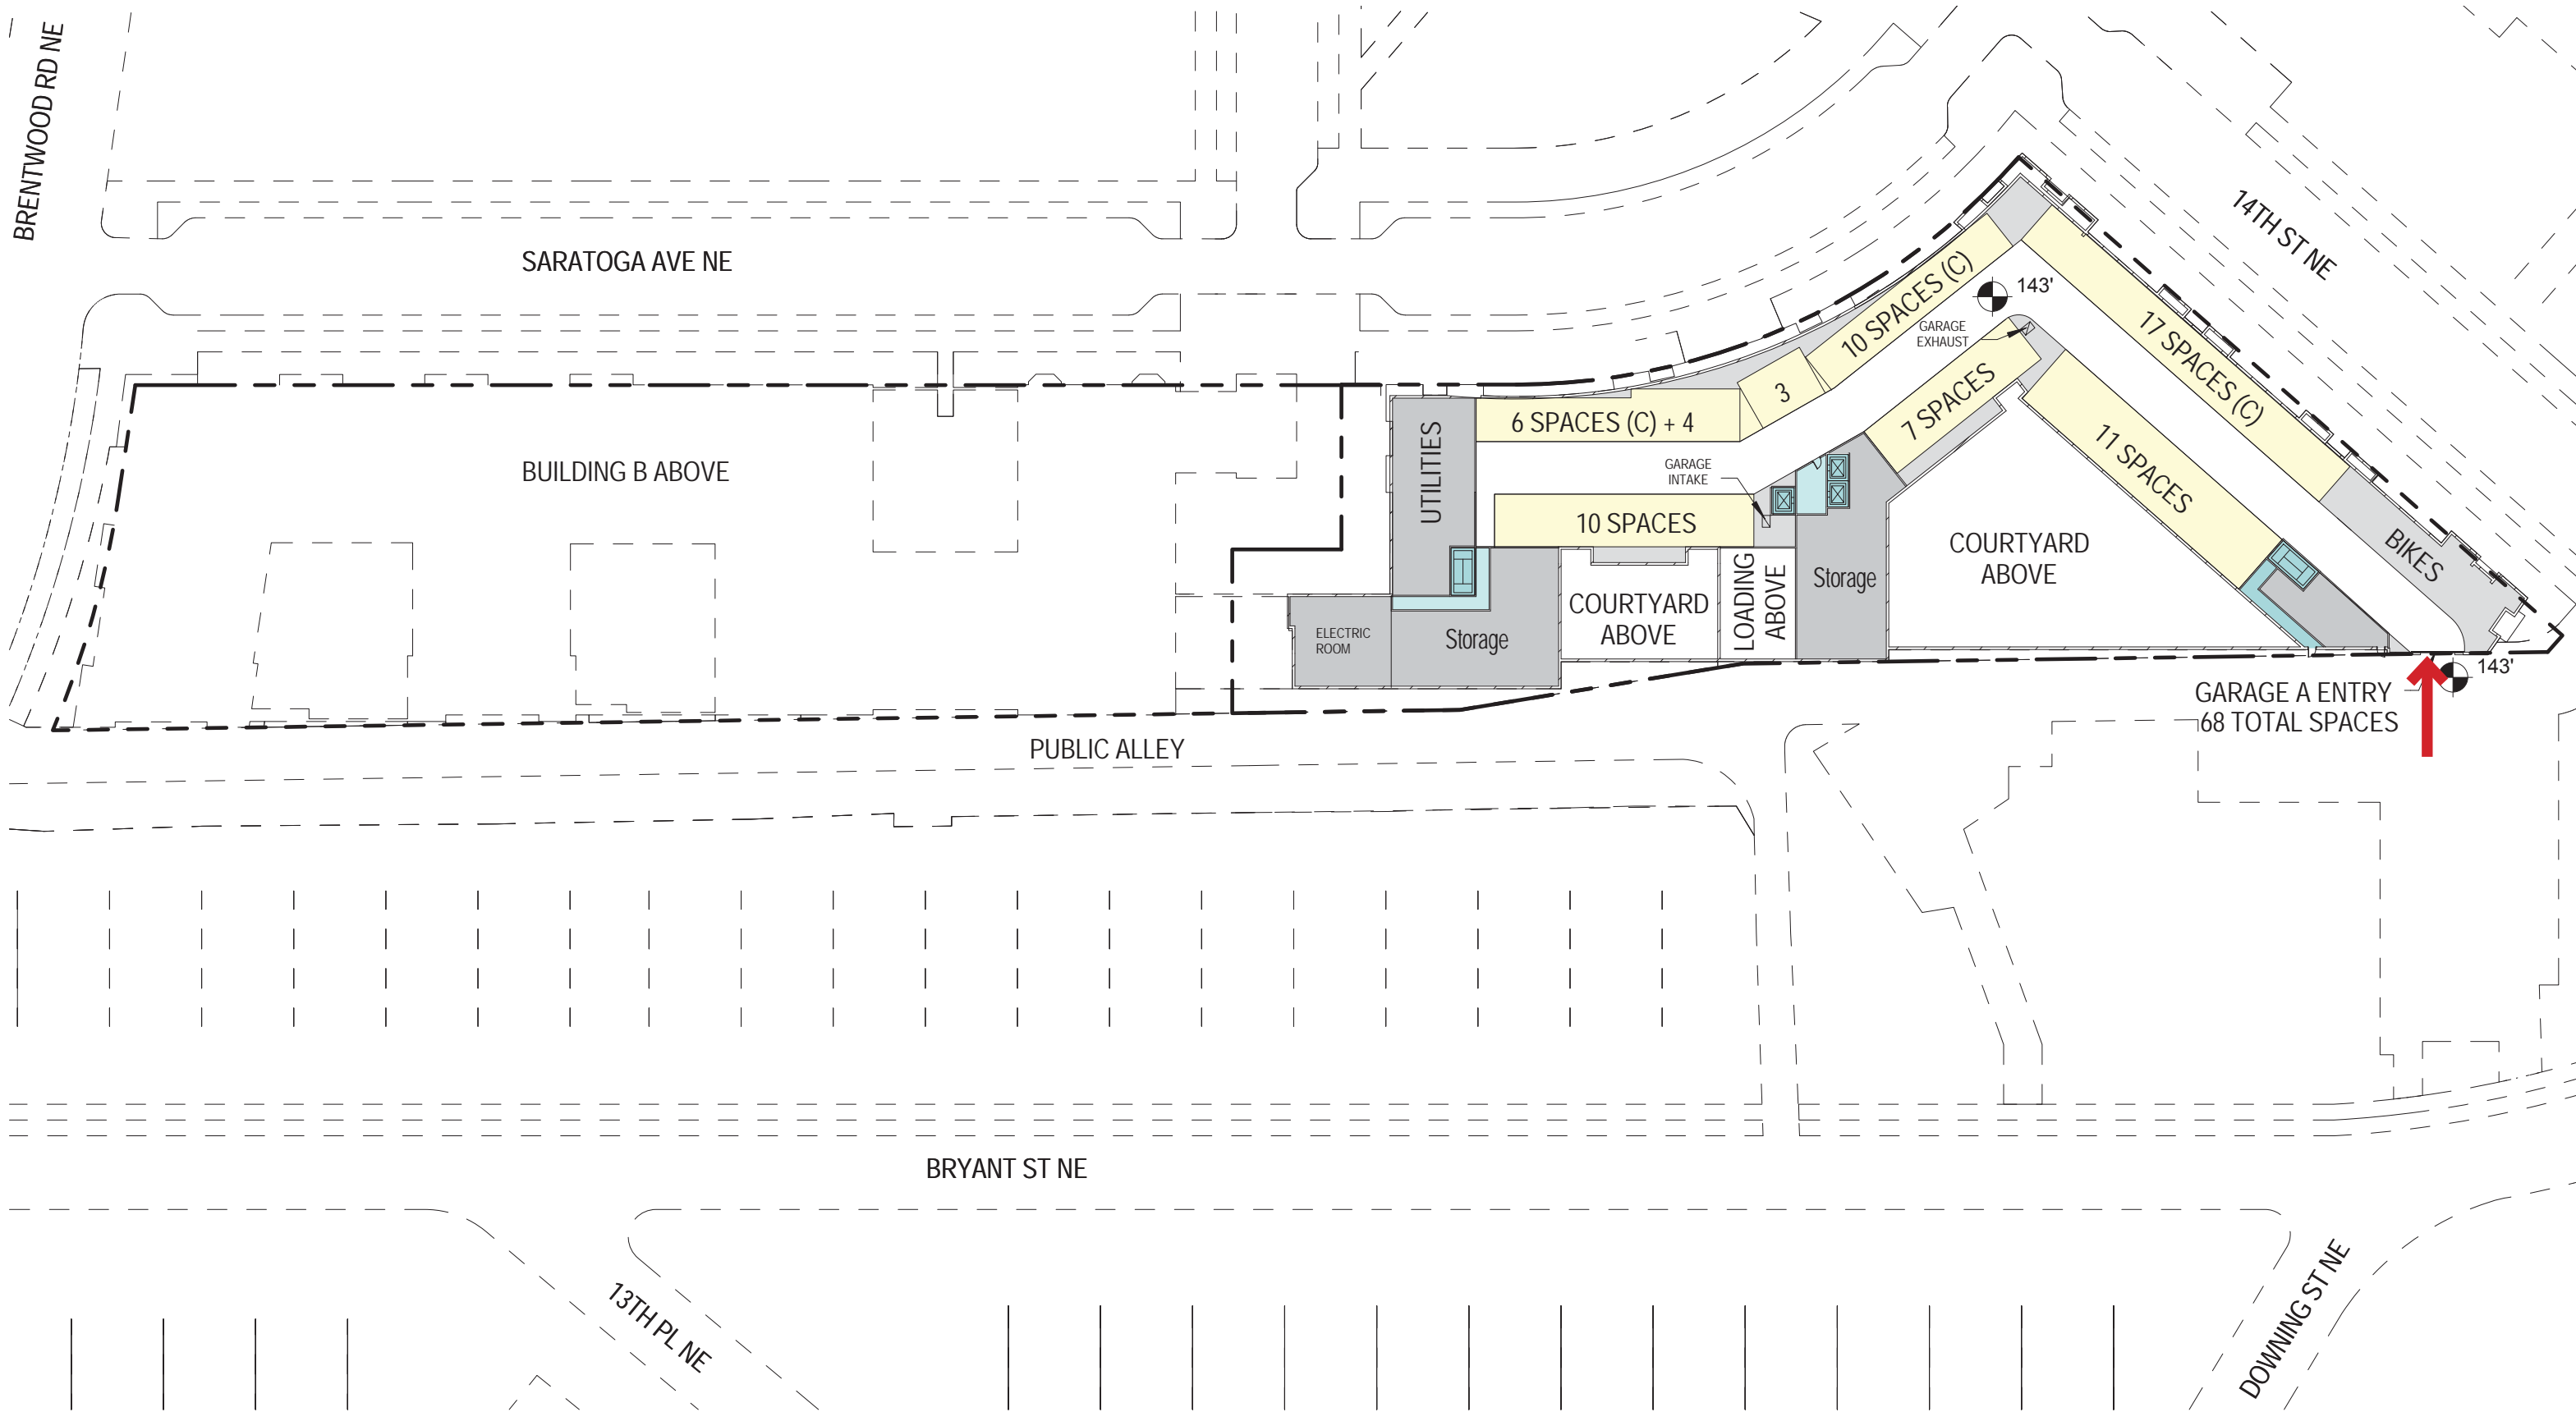 BRENTWOOD RD NE
SARATOGA AVE NE
14TH ST NE
10 SPACES (C)
143'
GARAGE
EXHAUST
17 SPACES (C)
3
7 SPACES
6 SPACES (C) + 4
11 SPACES
UTILITIES
BUILDING B ABOVE
GARAGE
INTAKE
10 SPACES
COURTYARD
ABOVE
BIKES
LOADING
ABOVE
Storage
COURTYARD
ABOVE
ELECTRIC
ROOM
Storage
143'
GARAGE A ENTRY
68 TOTAL SPACES
PUBLIC ALLEY
BRYANT ST NE
13TH PL NE
DOWNING ST NE